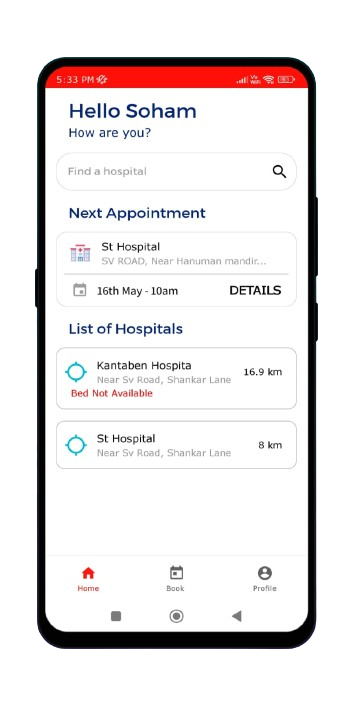 5:33 PM
Vo
WiFi
Hello Soham
How are you?
Find a hospital
Next Appointment
St Hospital
SV ROAD, Near Hanuman mandir...
16th May - 10am
DETAILS
List of Hospitals
Kantaben Hospita
16.9 km
Near Sv Road, Shankar Lane
Bed Not Available
St Hospital
8 km
Near Sv Road, Shankar Lane
Home
Book
Profile